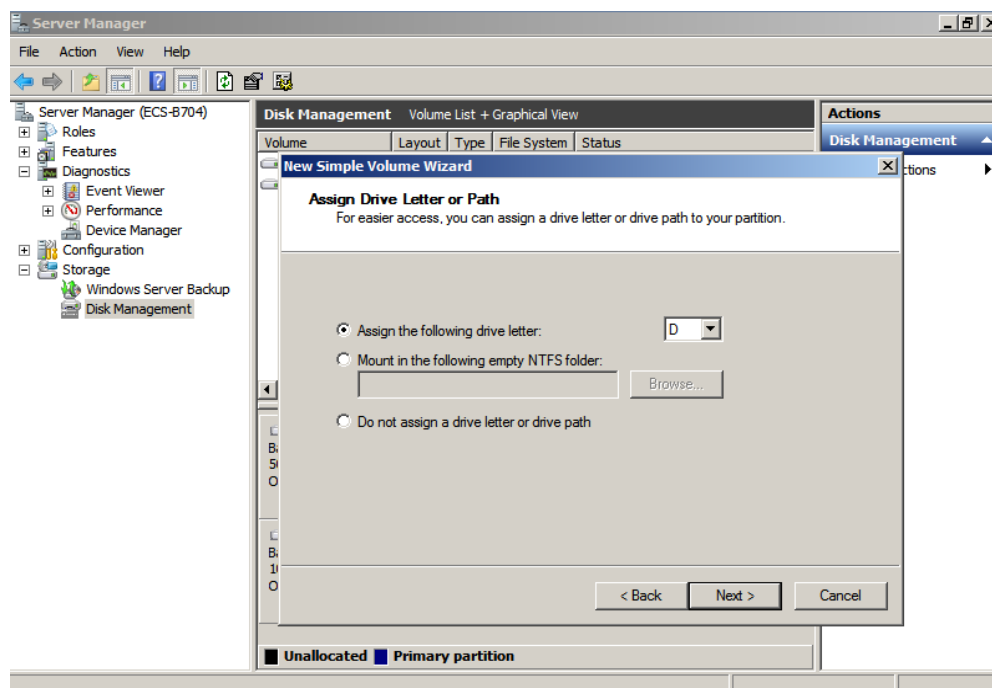 Server Manager
File Action View Help
Server Manager (ECS-B704)
Roles
Features
Diagnostics
Event Viewer
Performance
Device Manager
Configuration
Storage
Windows Server Backup
Disk Management
Disk Management Volume List + Graphical View
Volume Layout Type File System Status
Actions
Disk Management
New Simple Volume Wizard
Assign Drive Letter or Path
For easier access, you can assign a drive letter or drive path to your partition.
Assign the following drive letter: D
Mount in the following empty NTFS folder:
Browse...
Do not assign a drive letter or drive path
< Back Next > Cancel
Unallocated Primary partition